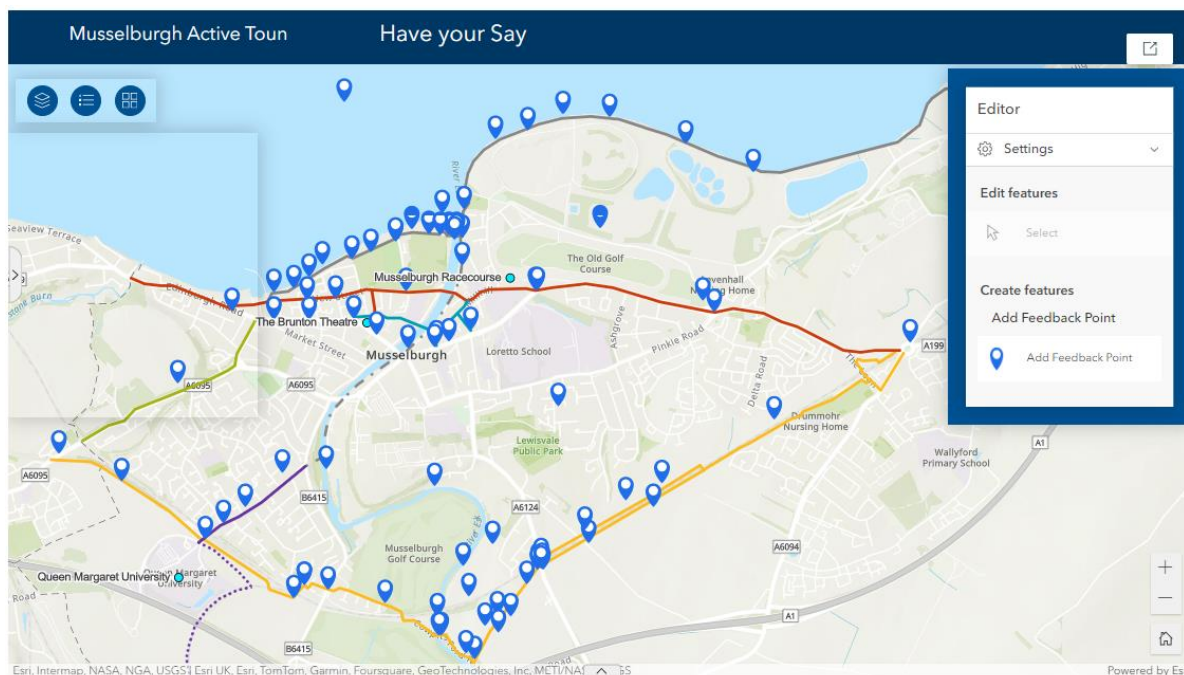 Musselburgh Active Toun
Have your Say
Editor
Settings
Edit features
Select
Create features
Add Feedback Point
Add Feedback Point
Seaview Terrace
Edinburgh Road
Musselburgh Racecourse
The Old Golf
Course
The Brunton Theatre
Market Street
Musselburgh
Loretto School
Ashgrove
Pinkie Road
Nursing Home
Delta Road
A199
A6095
A6095
Drummohr
Nursing Home
Lewisvale
Public Park
Wallyford
Primary School
A1
A6095
B6415
A6124
Musselburgh
Golf Course
A6094
Queen Margaret University
University
Road
A1
B6415
Esri, Intermap, NASA, NGA, USGS
Esri UK, Esri, TomTom, Garmin, Foursquare, GeoTechnologies, Inc, METI/NA
GS
Powered by Es